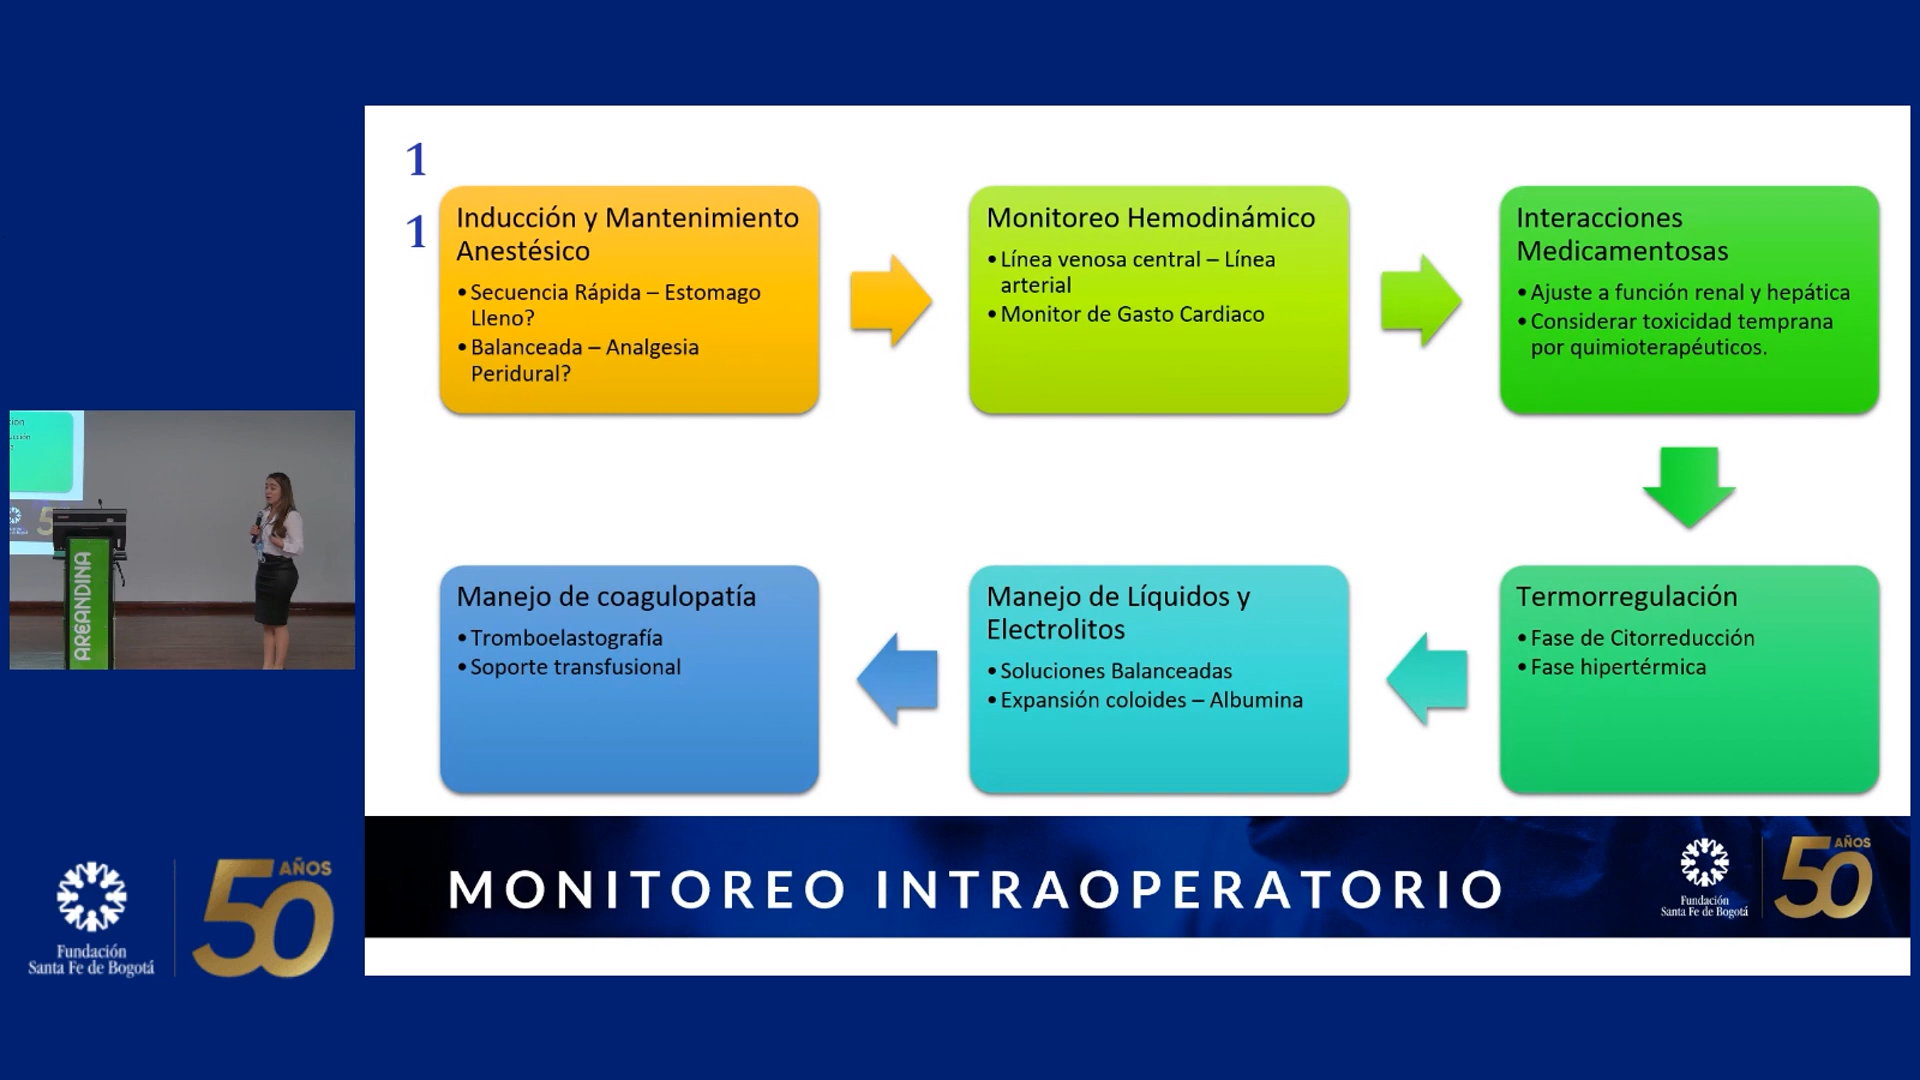 1
1
Inducción y Mantenimiento
Anestésico
•Secuencia Rápida – Estomago
Lleno?
•Balanceada – Analgesia
Peridural?
Monitoreo Hemodinámico
•Línea venosa central – Línea
arterial
•Monitor de Gasto Cardiaco
Interacciones
Medicamentosas
•Ajuste a función renal y hepática
•Considerar toxicidad temprana
por quimioterapéuticos.
Termorregulación
•Fase de Citorreducción
•Fase hipertérmica
Manejo de Líquidos y
Electrolitos
•Soluciones Balanceadas
•Expansión coloides – Albumina
Manejo de coagulopatía
•Tromboelastografía
•Soporte transfusional
MONITOREO INTRAOPERATORIO
Fundación
Santa Fe de Bogotá
50 AÑOS
AREANDINA
Fundación
Santa Fe de Bogotá
50 AÑOS